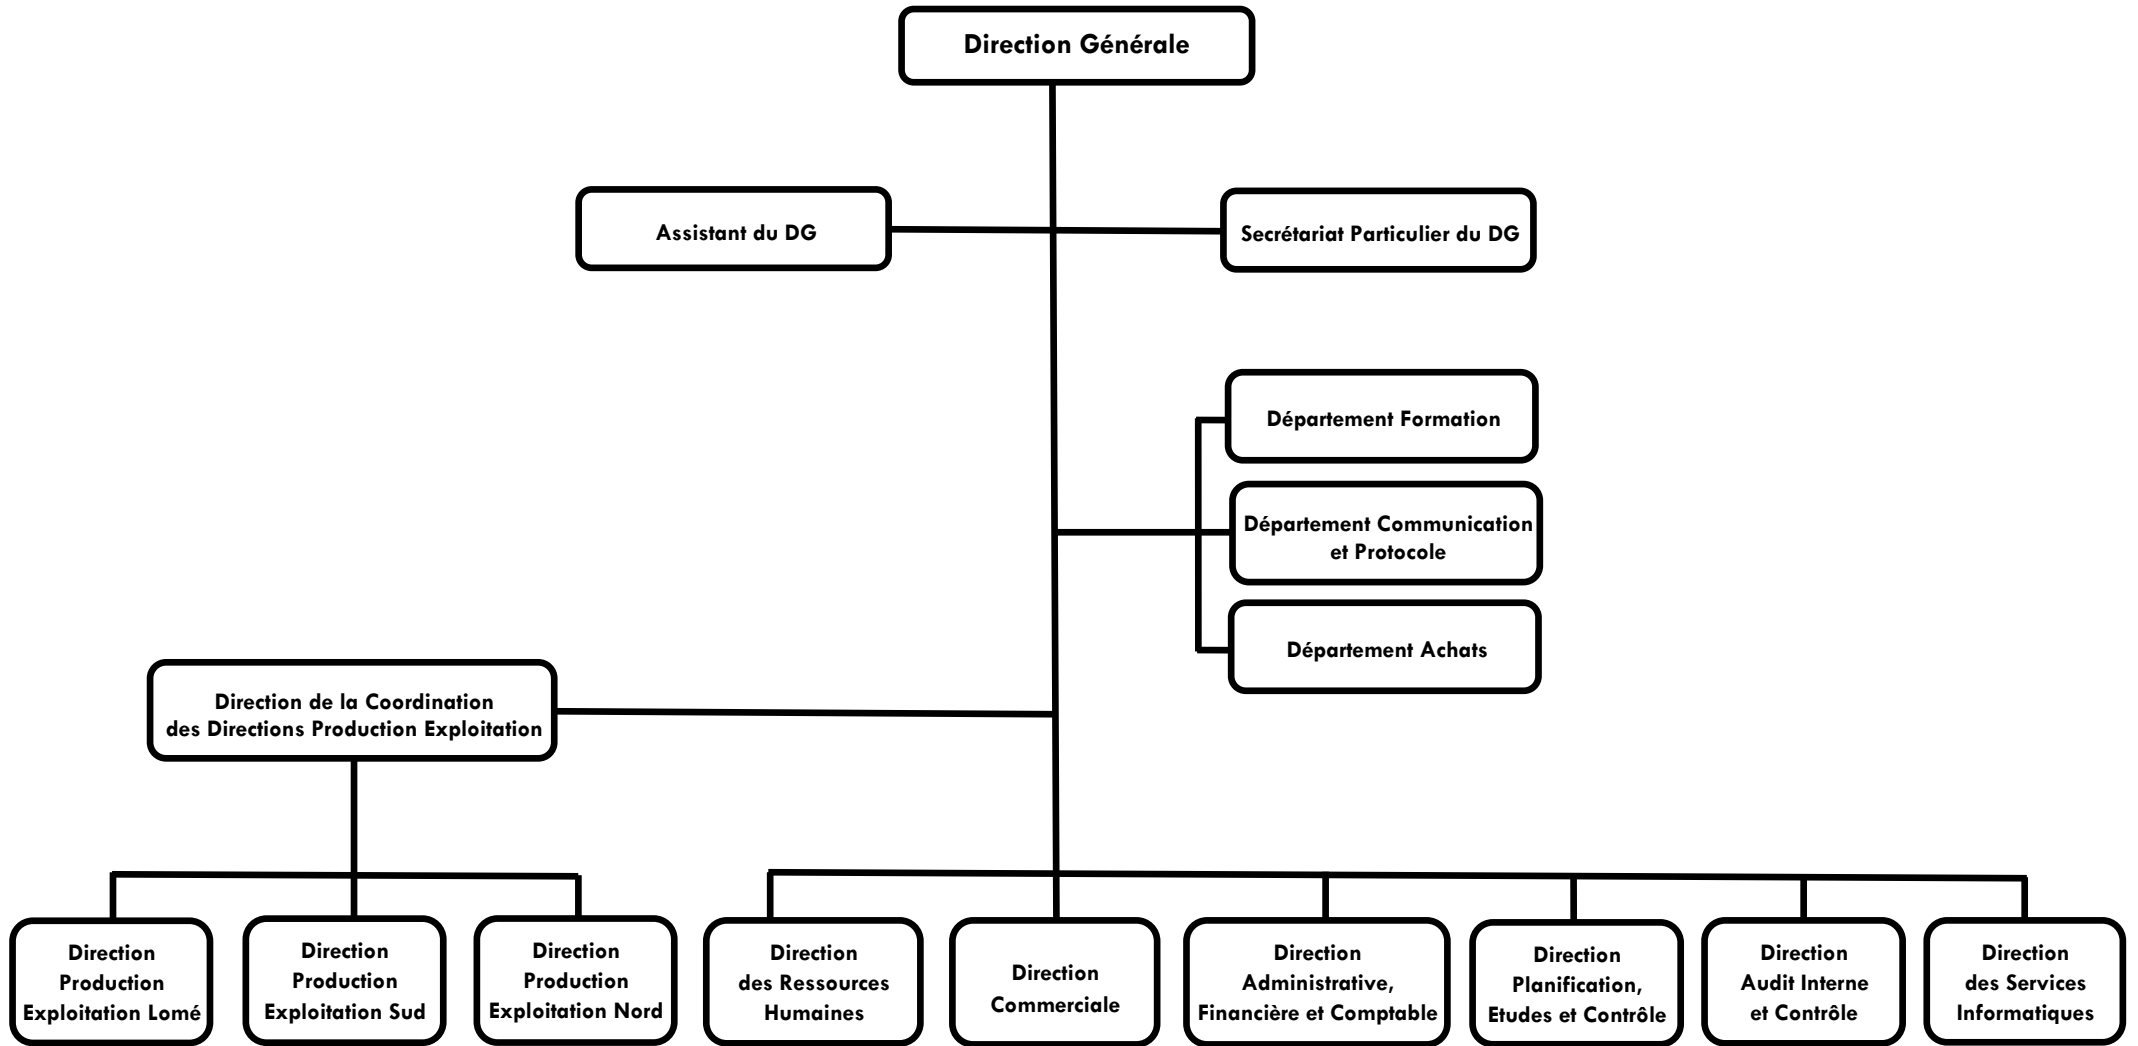 Direction Générale
Assistant du DG
Secrétariat Particulier du DG
Département Formation
Département Communication
et Protocole
Département Achats
Direction de la Coordination
des Directions Production Exploitation
Direction
Production
Exploitation Lomé
Direction
Production
Exploitation Sud
Direction
Production
Exploitation Nord
Direction
des Ressources
Humaines
Direction
Commerciale
Direction
Administrative,
Financière et Comptable
Direction
Planification,
Etudes et Contrôle
Direction
Audit Interne
et Contrôle
Direction
des Services
Informatiques